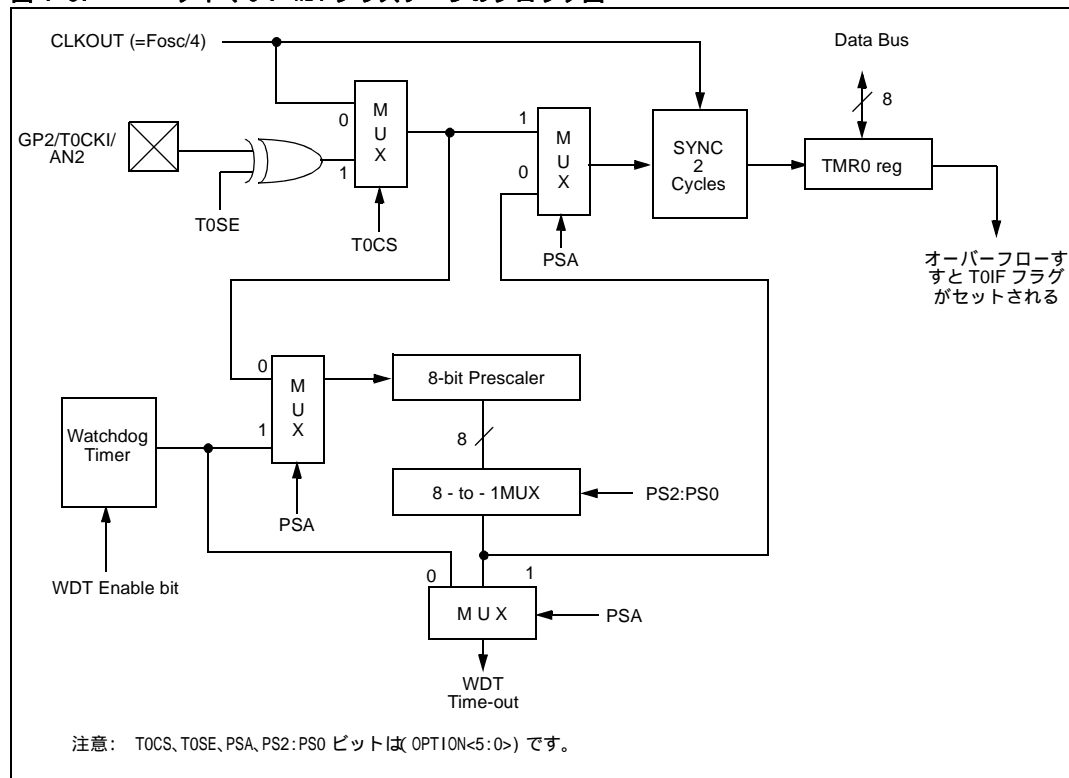 CLKOUT (=Fosc/4)
Data Bus
8
GP2/T0CKI/
AN2
0
1
M
U
X
T0SE
T0CS
1
0
M
U
X
PSA
SYNC
2
Cycles
TMR0 reg
オーバーフローす
すと T0IF フラグ
がセットされる
0
1
M
U
X
PSA
8-bit Prescaler
8
Watchdog
Timer
8 - to - 1MUX
PS2:PS0
WDT Enable bit
0
1
M U X
PSA
WDT
Time-out
注意: T0CS、T0SE、PSA、PS2:PS0 ビットは( OPTION<5:0>) です。